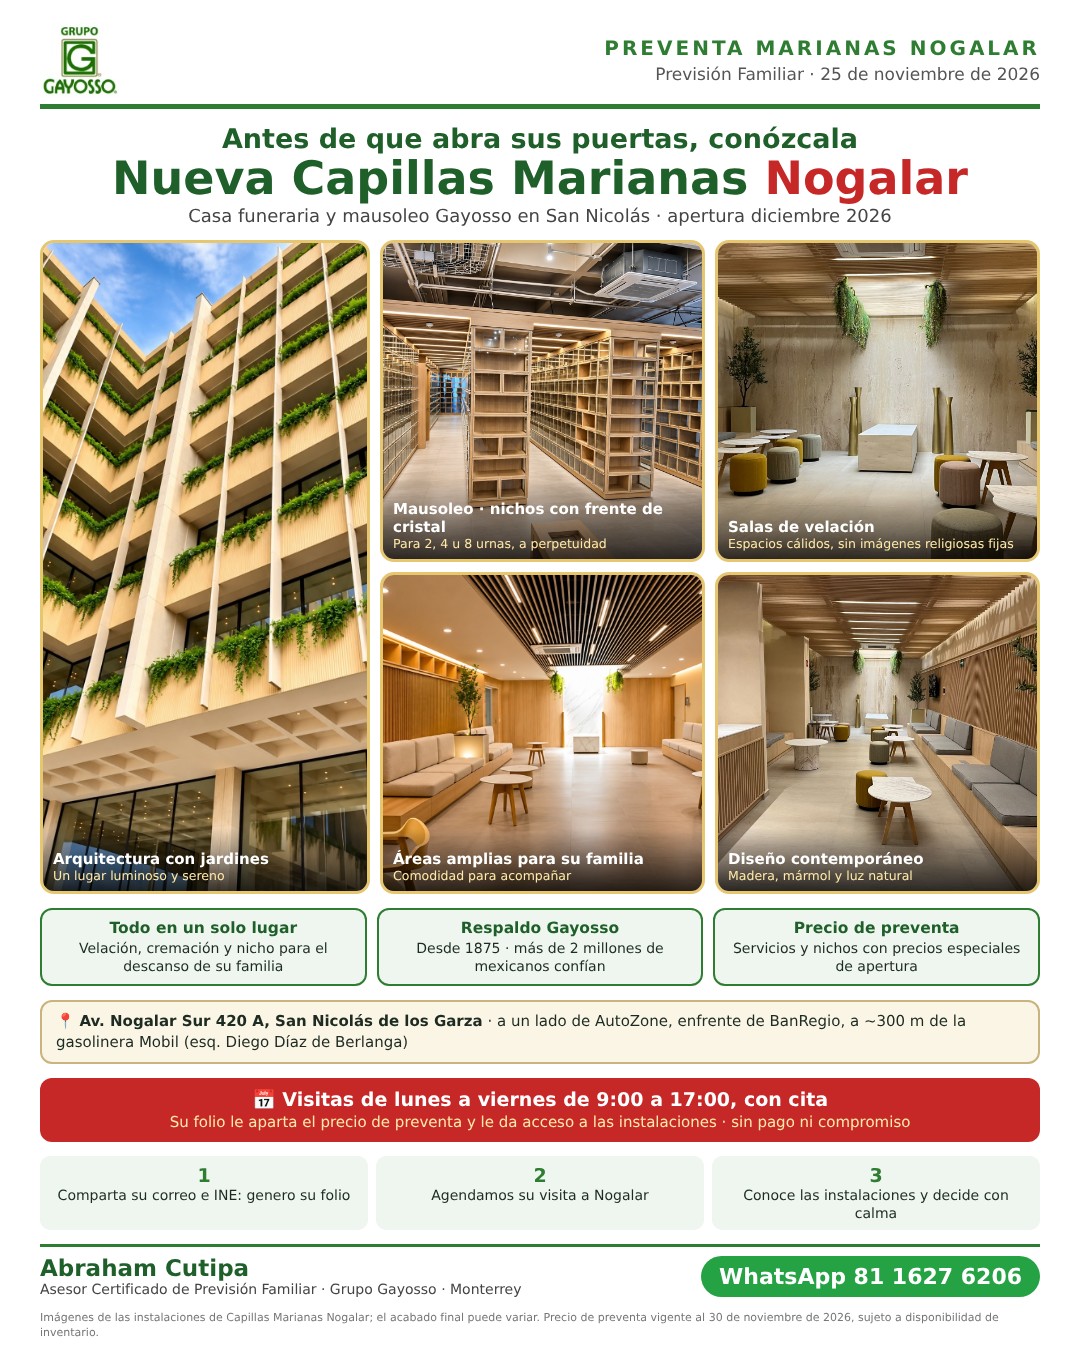 GRUPO
G
GAYOSSO
PREVENTA MARIANAS NOGALAR
Previsión Familiar · 25 de noviembre de 2026
Antes de que abra sus puertas, conózcala
Nueva Capillas Marianas Nogalar
Casa funeraria y mausoleo Gayosso en San Nicolás · apertura diciembre 2026
Mausoleo · nichos con frente de
cristal
Para 2, 4 u 8 urnas, a perpetuidad
Salas de velación
Espacios cálidos, sin imágenes religiosas fijas
Arquitectura con jardines
Un lugar luminoso y sereno
Áreas amplias para su familia
Comodidad para acompañar
Diseño contemporáneo
Madera, mármol y luz natural
Todo en un solo lugar
Velación, cremación y nicho para el
descanso de su familia
Respaldo Gayosso
Desde 1875 · más de 2 millones de
mexicanos confían
Precio de preventa
Servicios y nichos con precios especiales
de apertura
📍 Av. Nogalar Sur 420 A, San Nicolás de los Garza · a un lado de AutoZone, enfrente de BanRegio, a ~300 m de la
gasolinera Mobil (esq. Diego Díaz de Berlanga)
📅 Visitas de lunes a viernes de 9:00 a 17:00, con cita
Su folio le aparta el precio de preventa y le da acceso a las instalaciones · sin pago ni compromiso
1
Comparta su correo e INE: genero su folio
2
Agendamos su visita a Nogalar
3
Conoce las instalaciones y decide con
calma
Abraham Cutipa
Asesor Certificado de Previsión Familiar · Grupo Gayosso · Monterrey
WhatsApp 81 1627 6206
Imágenes de las instalaciones de Capillas Marianas Nogalar; el acabado final puede variar. Precio de preventa vigente al 30 de noviembre de 2026, sujeto a disponibilidad de
inventario.